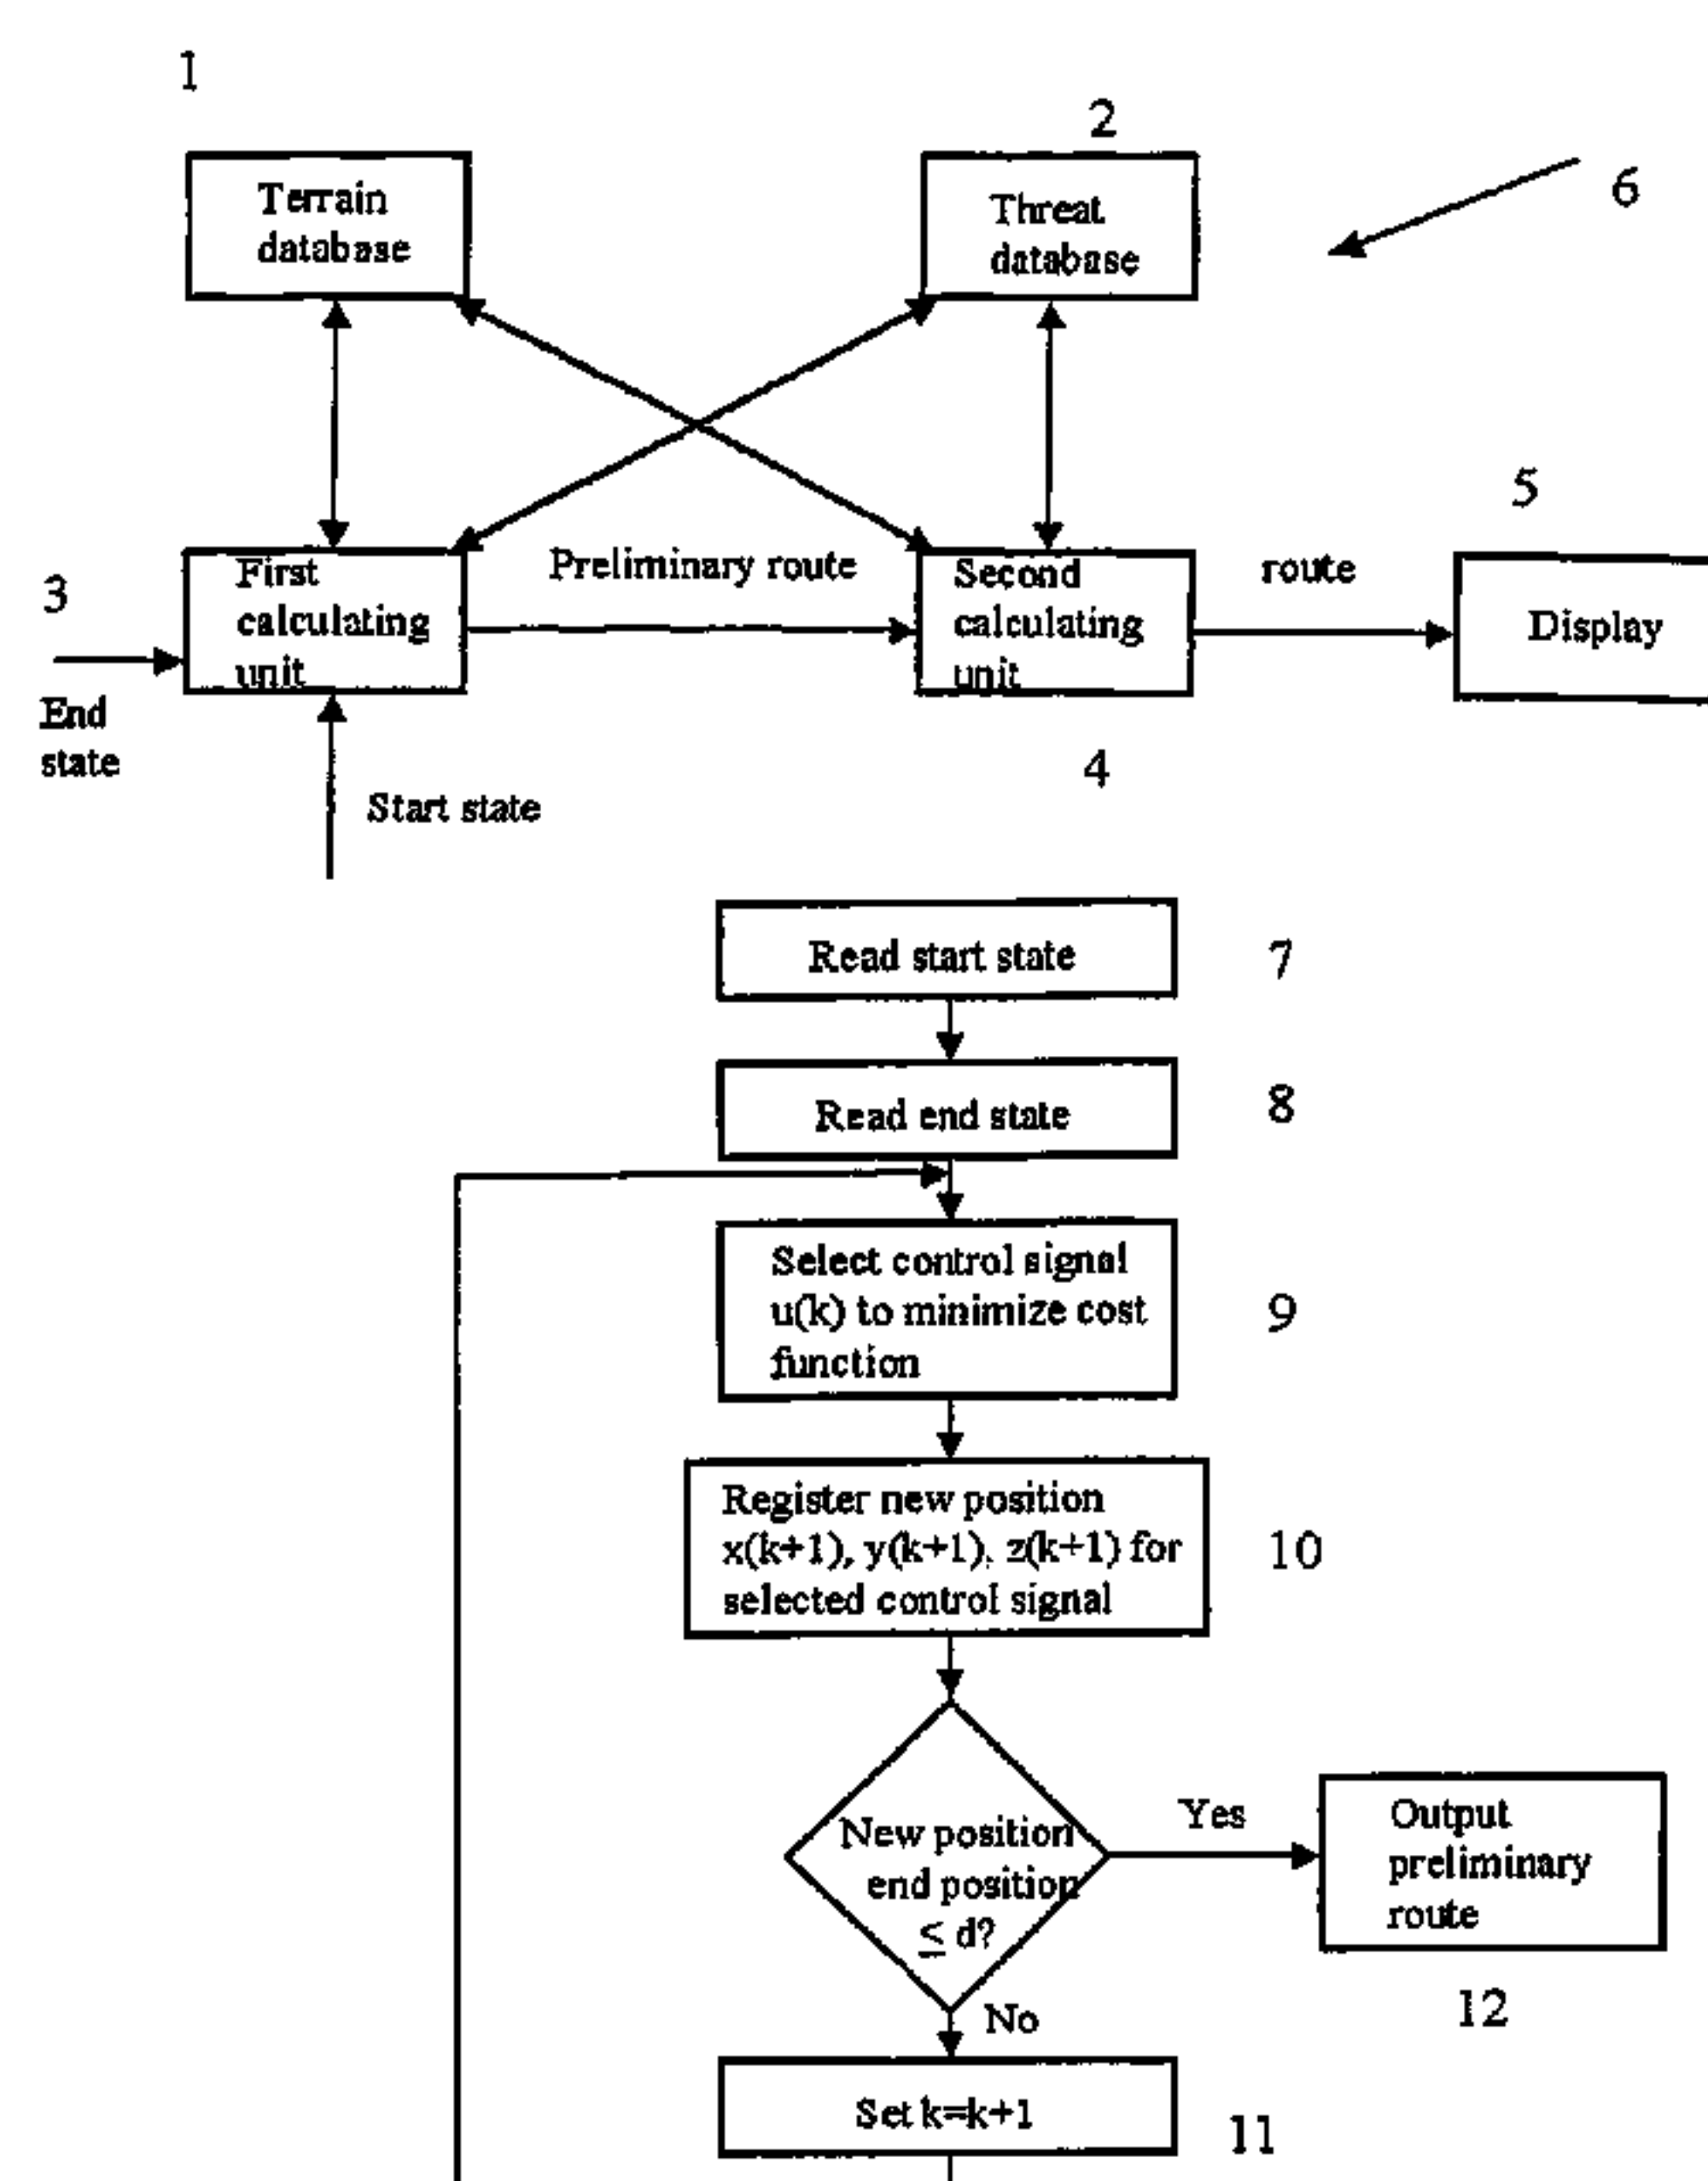 1
2
Terrain
database
Threat
database
6
5
3
First
calculating
unit
Preliminary route
Second
calculating
unit
route
Display
End
state
4
Start state
Read start state
7
Read end state
8
Select control signal
u(k) to minimize cost
function
9
Register new position
x(k+1), y(k+1), z(k+1) for
selected control signal
10
New position
end position
≤ d?
Yes
Output
preliminary
route
12
No
Set k=k+1
11